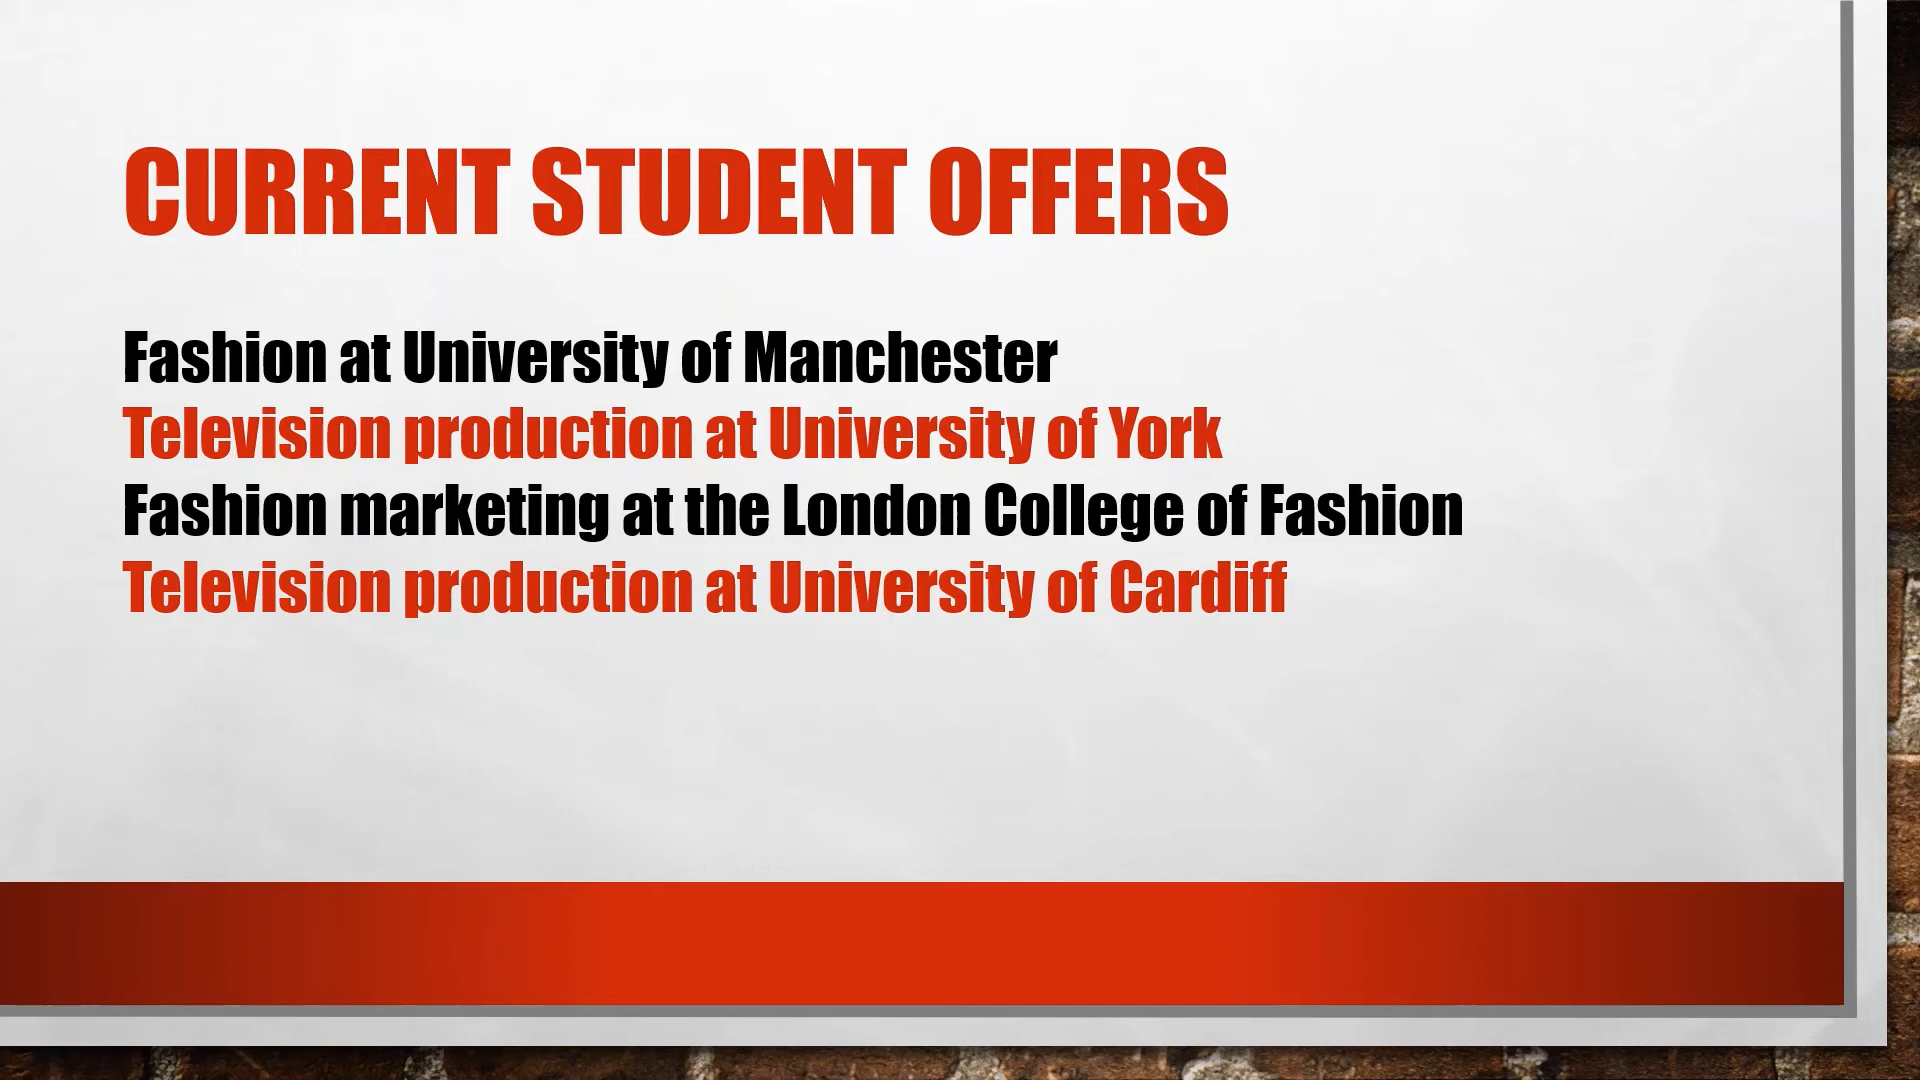 CURRENT STUDENT OFFERS
Fashion at University of Manchester
Television production at University of York
Fashion marketing at the London College of Fashion
Television production at University of Cardiff